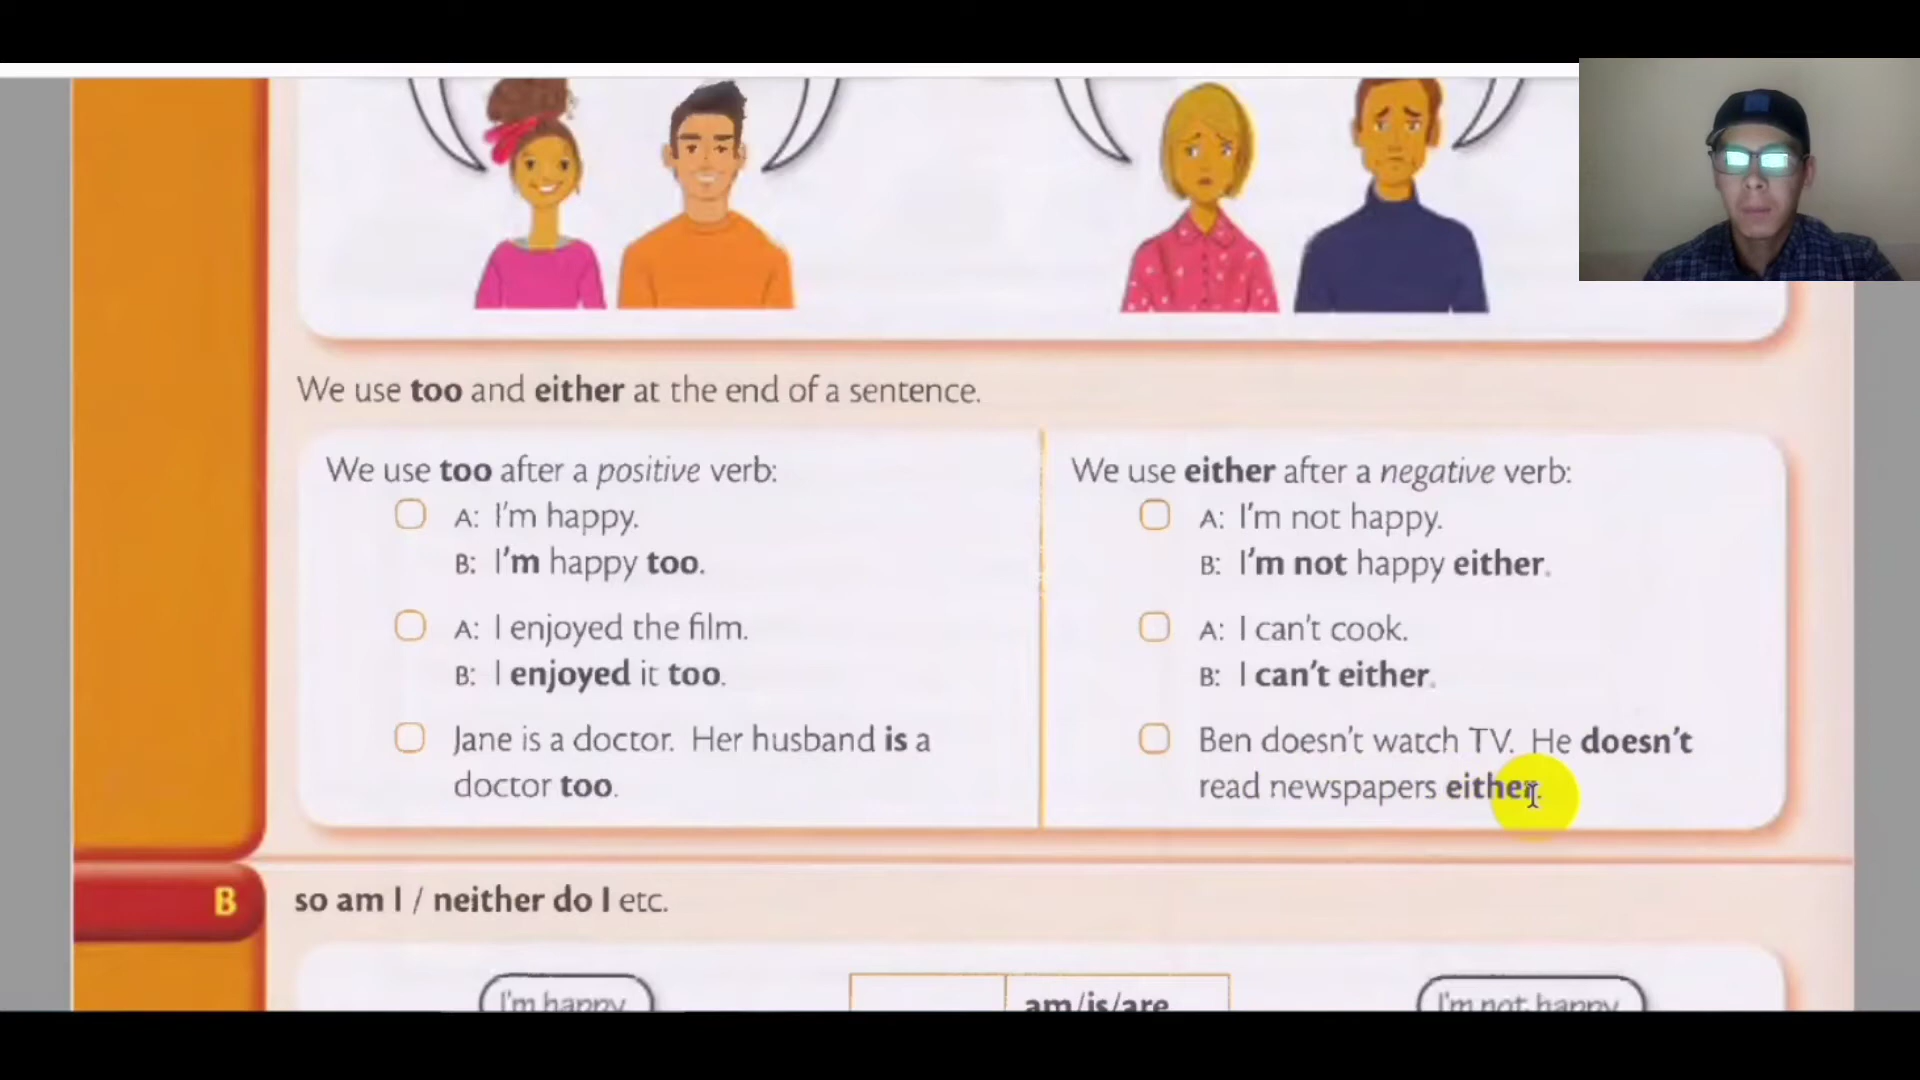 We use too and either at the end of a sentence.
We use too after a positive verb:
A: I'm happy.
B: I'm happy too.
A: I enjoyed the film.
B: I enjoyed it too.
Jane is a doctor. Her husband is a
doctor too.
We use either after a negative verb:
A: I'm not happy.
B: I'm not happy either.
A: I can't cook.
B: I can't either.
Ben doesn't watch TV. He doesn't
read newspapers either.
B
so am I / neither do I etc.
I'm happy
am/is/are
I'm not happy